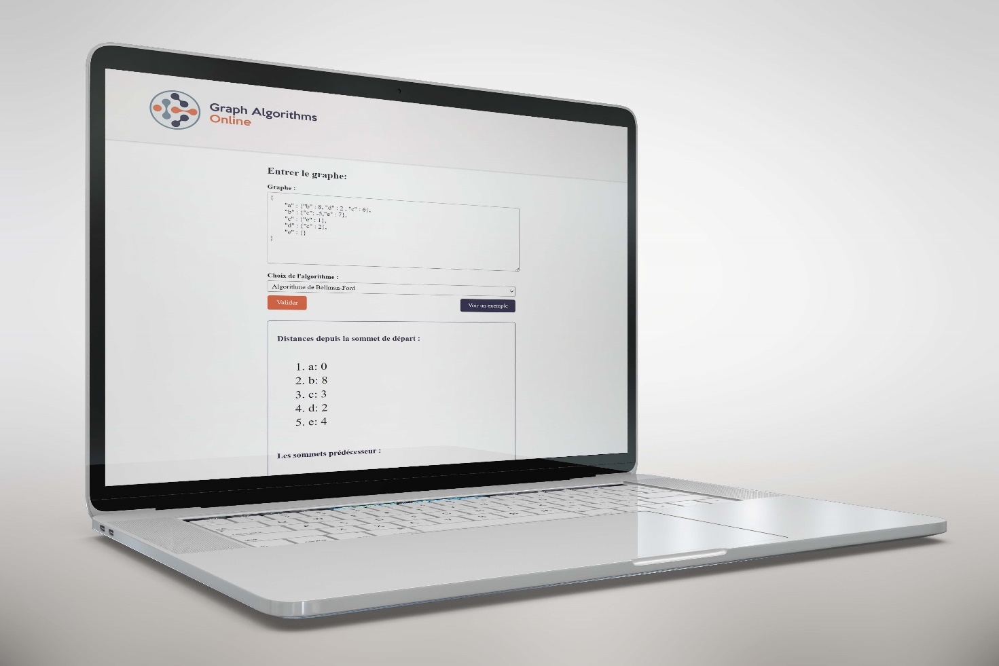 Graph Algorithms
Online
Entrer le graphe:
Graphe :
{
"a" : {"b" : 8, "d" : 2 , "c" : 6},
"b" : {"c": -5,"e" : 7},
"c" : {"e" : 1},
"d" : {"c" : 2},
"e" : {}
}
Choix de l'algorithme :
Algorithme de Bellman-Ford
Valider
Voir un exemple
Distances depuis la sommet de départ :
1. a: 0
2. b: 8
3. c: 3
4. d: 2
5. e: 4
Les sommets prédécesseur :